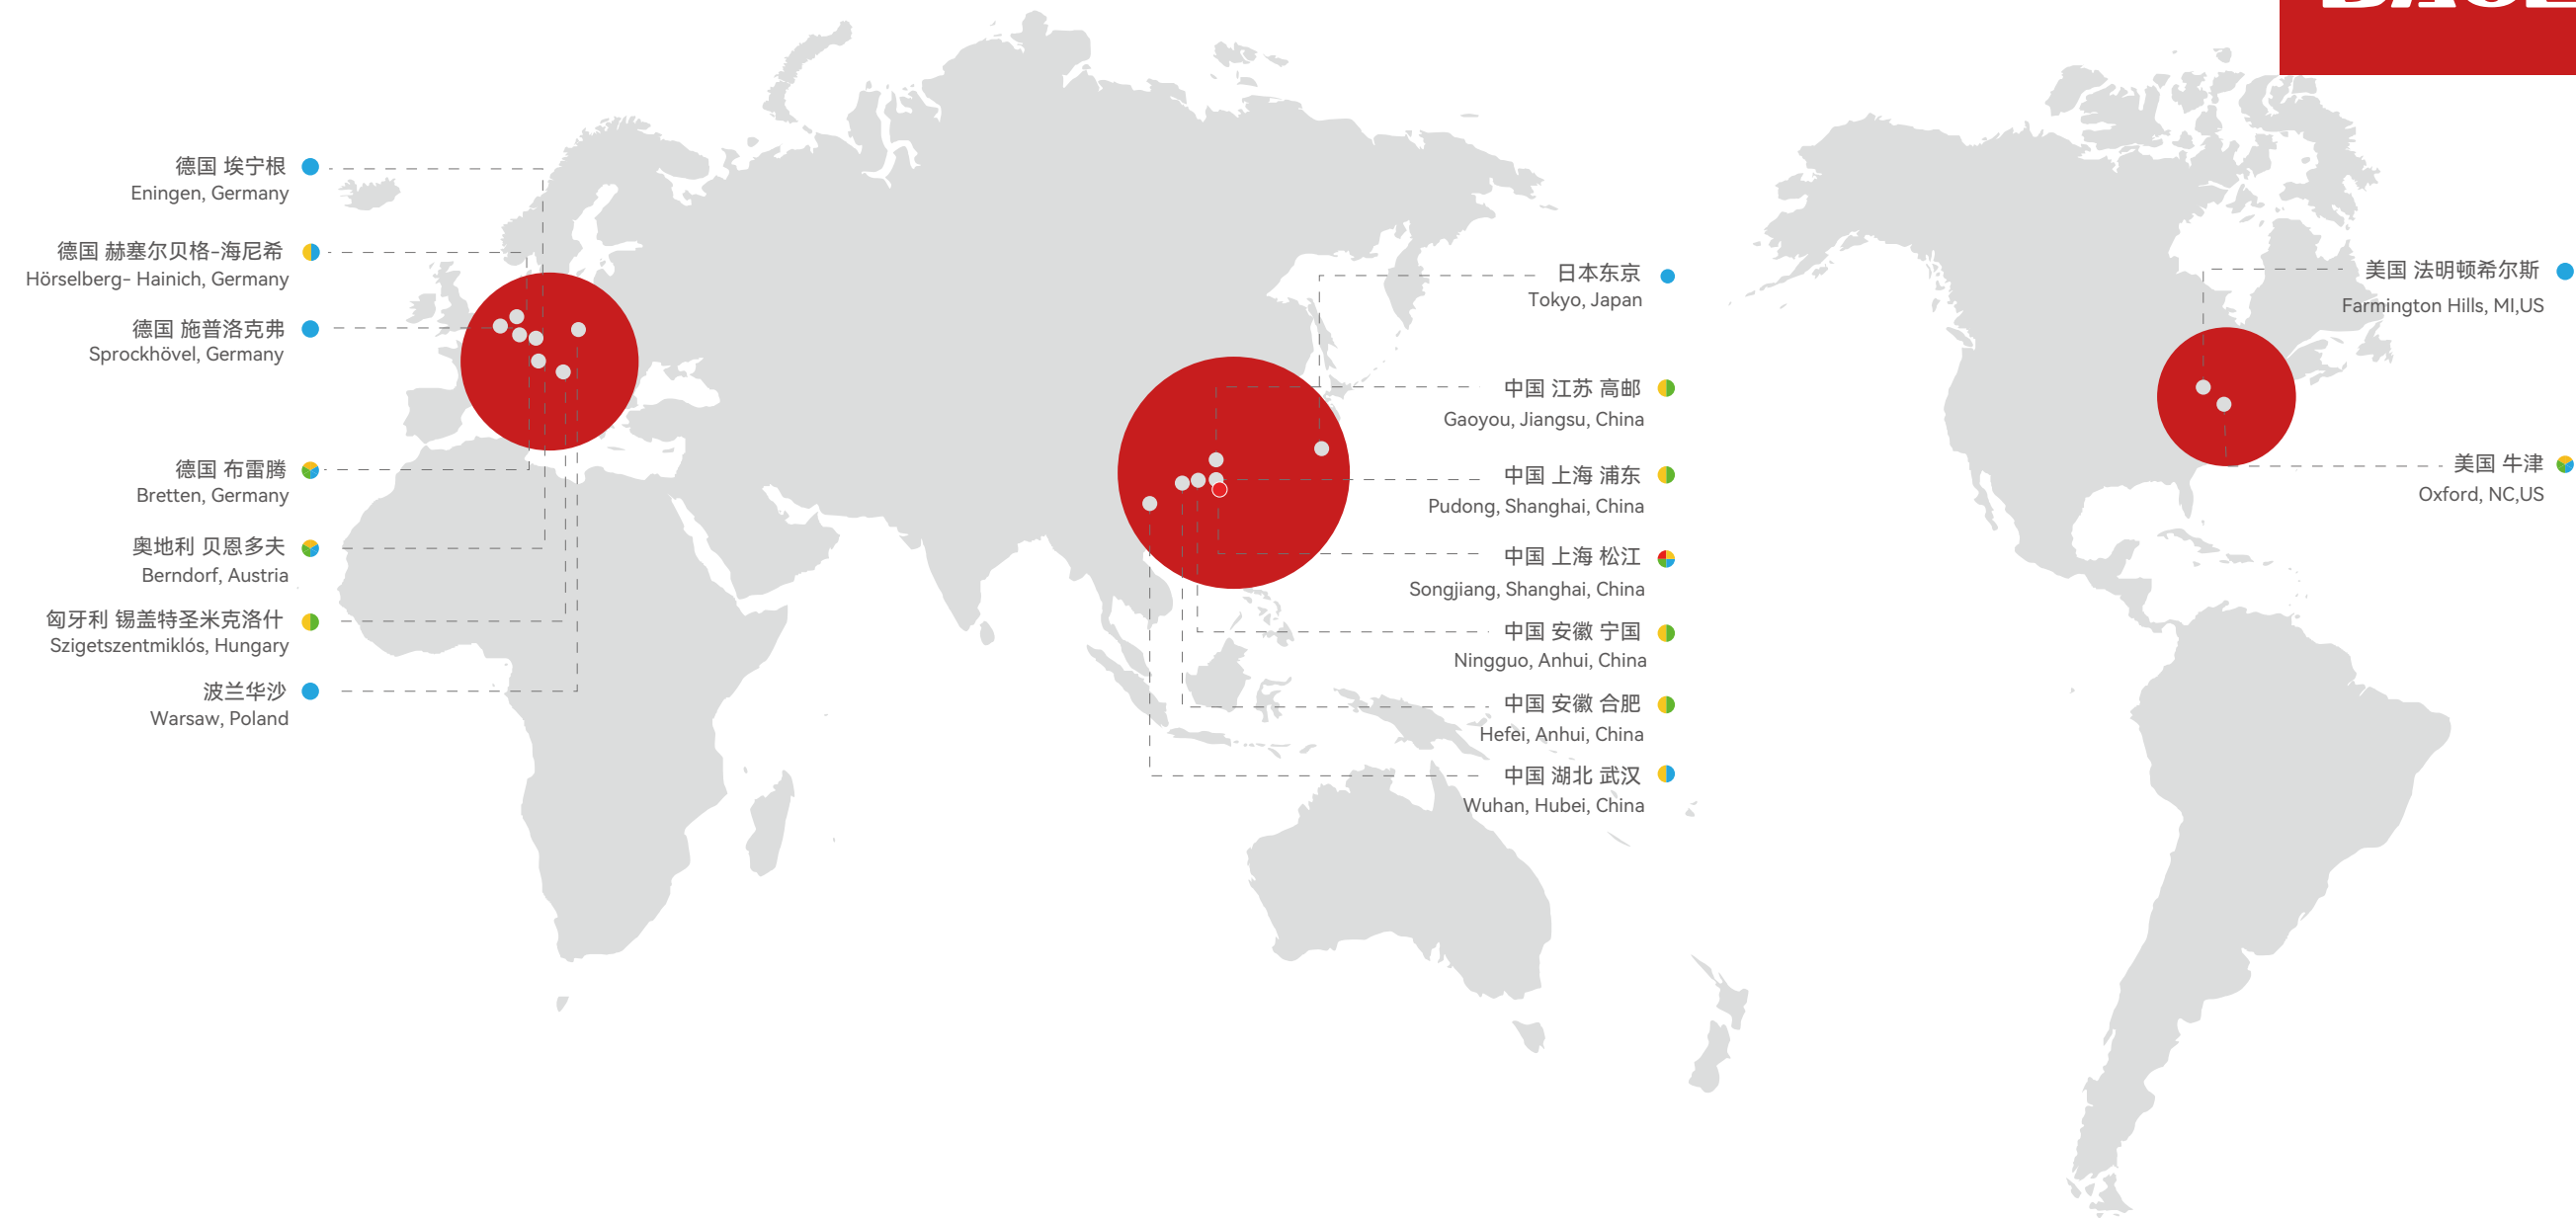 德国 埃宁根
Eningen, Germany
德国 赫塞尔贝格-海尼希
Hörselberg- Hainich, Germany
德国 施普洛克弗
Sprockhövel, Germany
德国 布雷腾
Bretten, Germany
奥地利 贝恩多夫
Berndorf, Austria
匈牙利 锡盖特圣米克洛什
Szigetszentmiklós, Hungary
波兰华沙
Warsaw, Poland
日本东京
Tokyo, Japan
中国 江苏 高邮
Gaoyou, Jiangsu, China
中国 上海 浦东
Pudong, Shanghai, China
中国 上海 松江
Songjiang, Shanghai, China
中国 安徽 宁国
Ningguo, Anhui, China
中国 安徽 合肥
Hefei, Anhui, China
中国 湖北 武汉
Wuhan, Hubei, China
美国 法明顿希尔斯
Farmington Hills, MI,US
美国 牛津
Oxford, NC,US